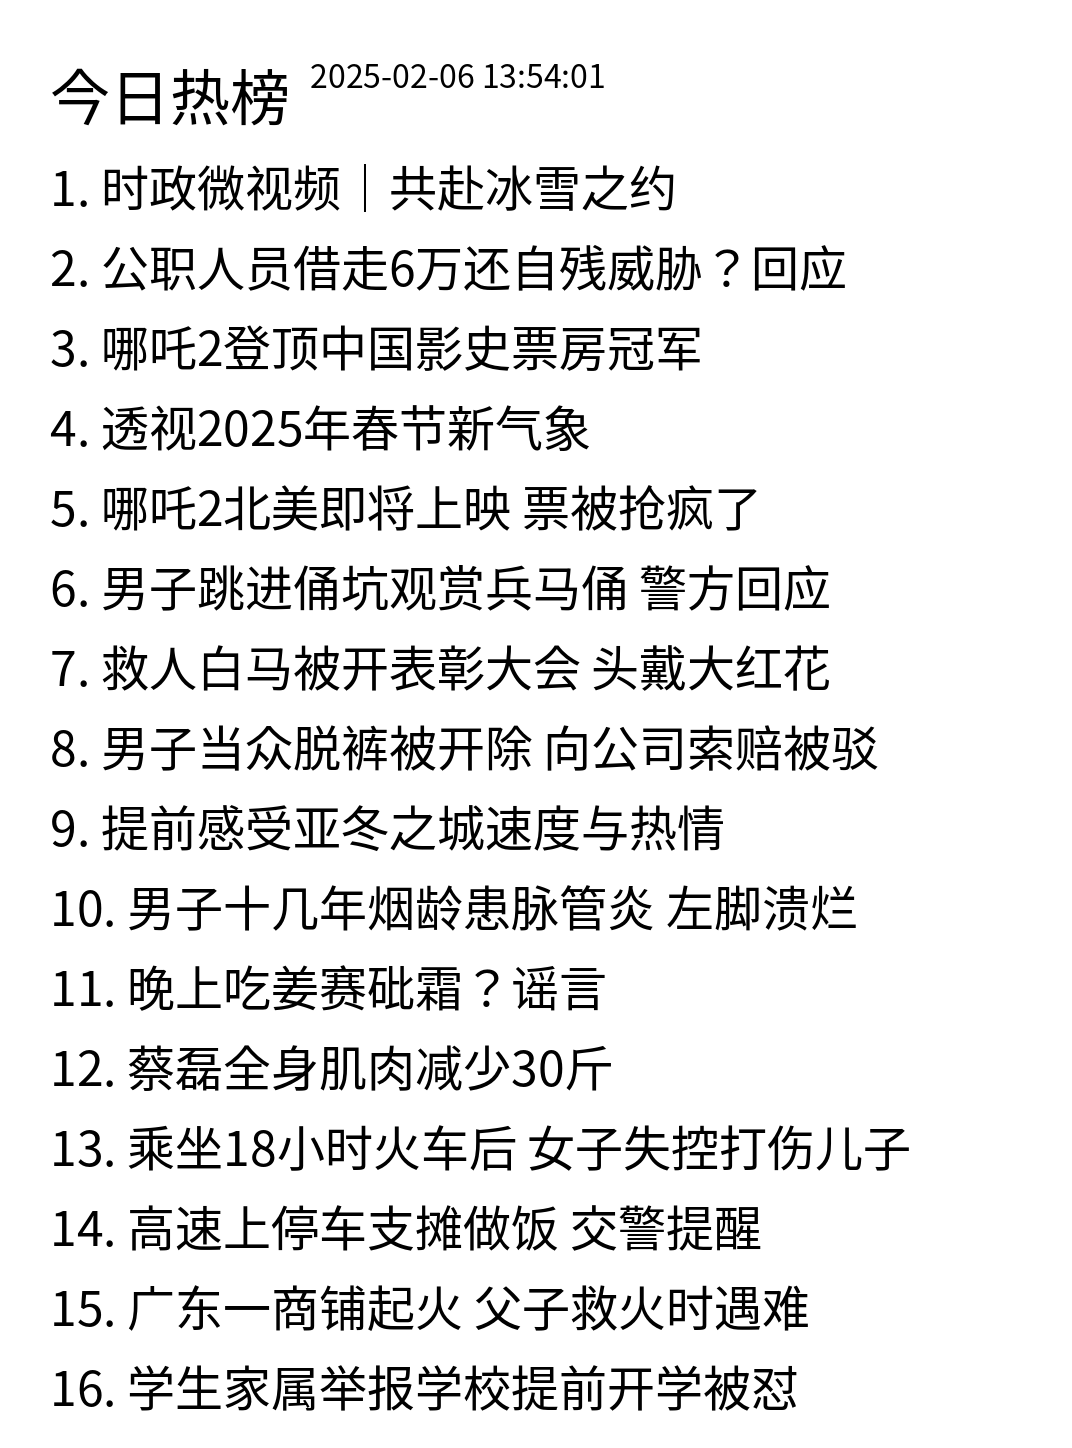 今日热榜 2025-02-06 13:54:01
1. 时政微视频｜共赴冰雪之约
2. 公职人员借走6万还自残威胁？回应
3. 哪吒2登顶中国影史票房冠军
4. 透视2025年春节新气象
5. 哪吒2北美即将上映 票被抢疯了
6. 男子跳进俑坑观赏兵马俑 警方回应
7. 救人白马被开表彰大会 头戴大红花
8. 男子当众脱裤被开除 向公司索赔被驳
9. 提前感受亚冬之城速度与热情
10. 男子十几年烟龄患脉管炎 左脚溃烂
11. 晚上吃姜赛砒霜？谣言
12. 蔡磊全身肌肉减少30斤
13. 乘坐18小时火车后 女子失控打伤儿子
14. 高速上停车支摊做饭 交警提醒
15. 广东一商铺起火 父子救火时遇难
16. 学生家属举报学校提前开学被怼